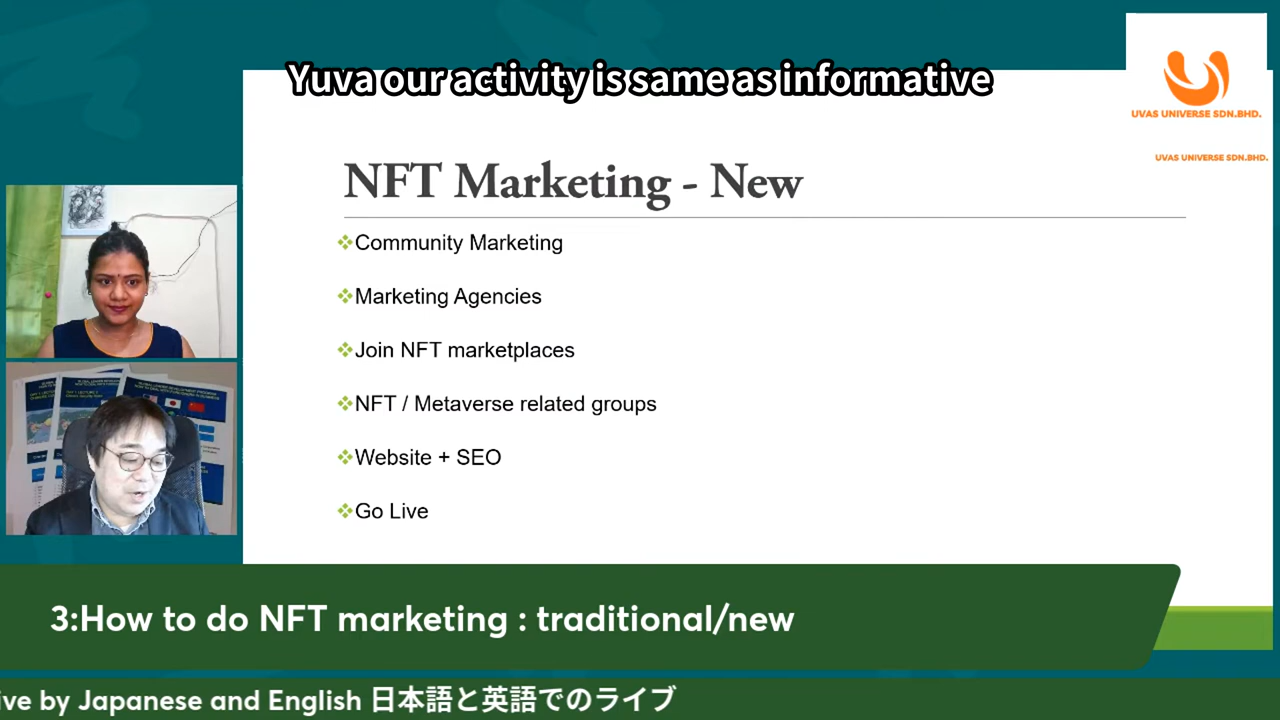 Yuva our activity is same as informative
UVAS UNIVERSE SDN.BHD.
UVAS UNIVERSE SDN.BHD.
NFT Marketing - New
Community Marketing
Marketing Agencies
Join NFT marketplaces
NFT / Metaverse related groups
Website + SEO
Go Live
3:How to do NFT marketing : traditional/new
ive by Japanese and English 日本語と英語でのライブ